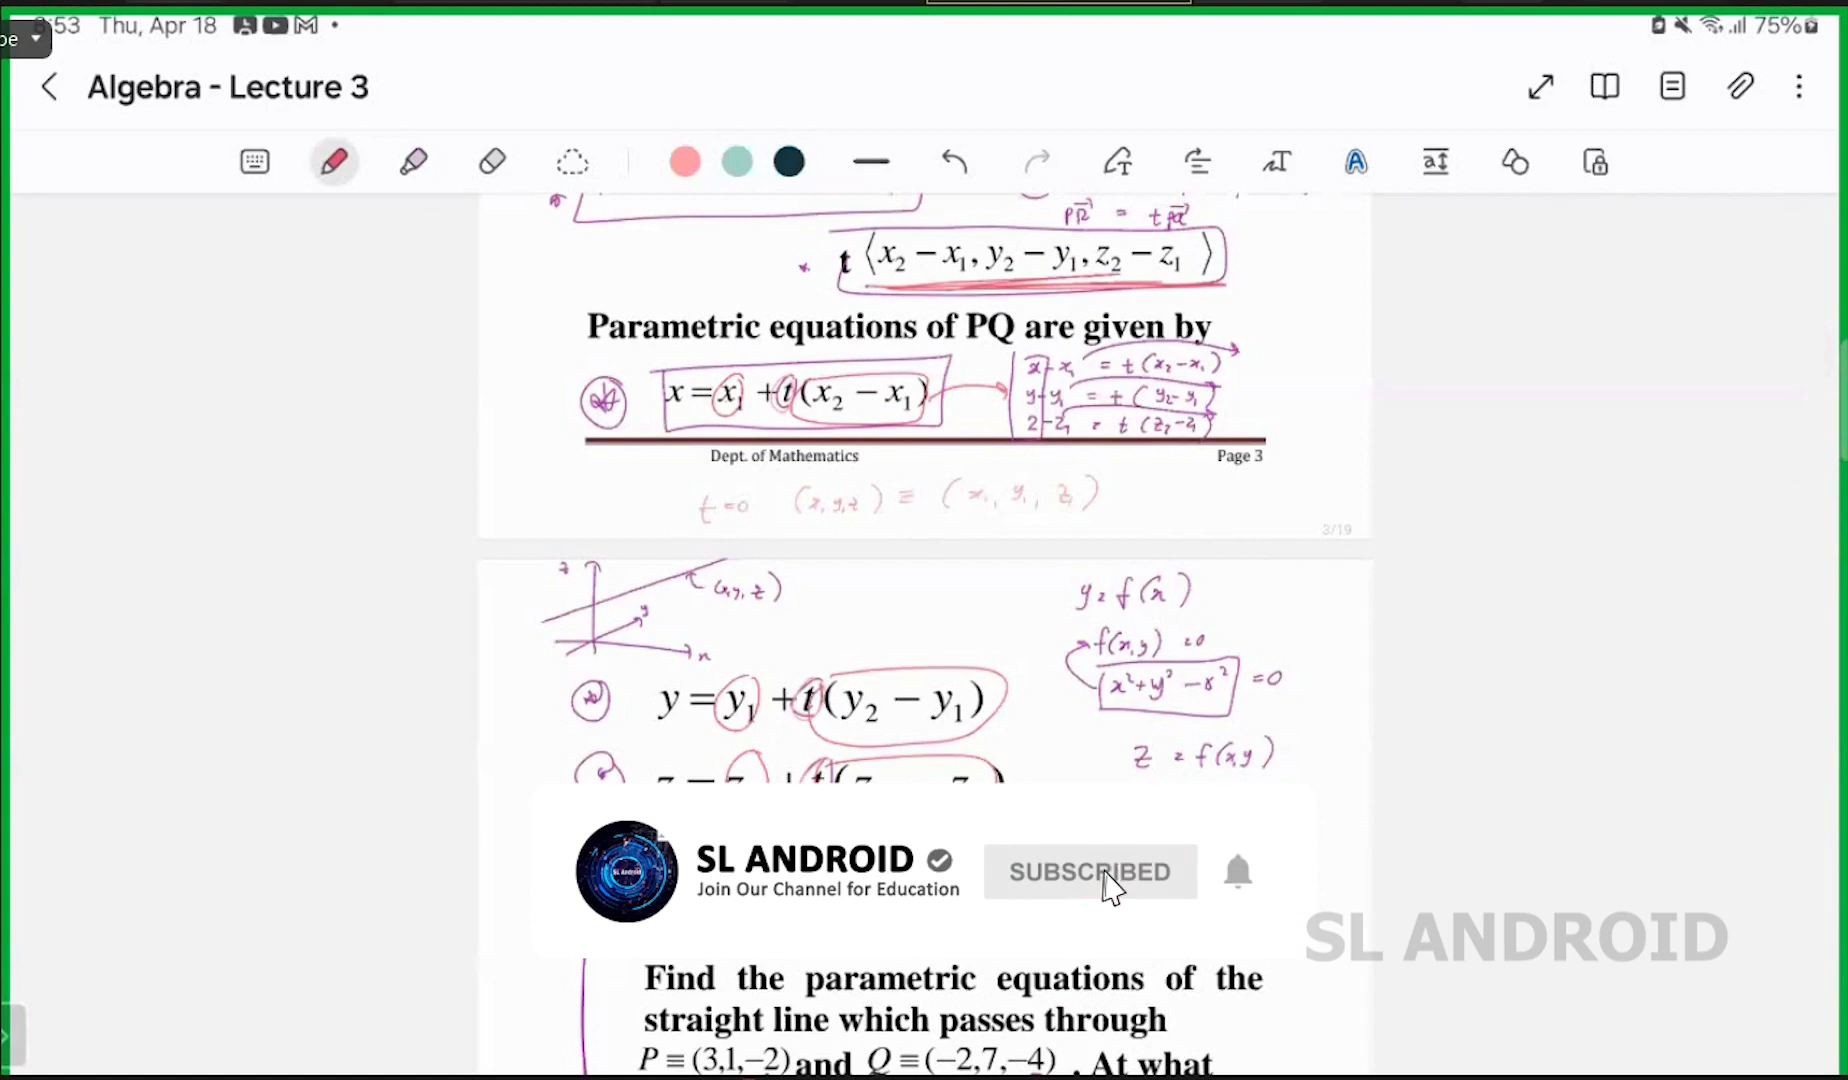 8:53 Thu, Apr 18
75%
Algebra - Lecture 3
PR = t PQ
t ⟨x₂ − x₁, y₂ − y₁, z₂ − z₁⟩
Parametric equations of PQ are given by
x = x₁ + t(x₂ − x₁)
x - x₁ = t(x₂ - x₁)
y - y₁ = t(y₂ - y₁)
z - z₁ = t(z₂ - z₁)
Dept. of Mathematics
Page 3
t = 0 (x, y, z) ≡ (x₁, y₁, z₁)
3/19
z
y
x
(x, y, z)
y = f(x)
f(x, y) = 0
x² + y² - r² = 0
y = y₁ + t(y₂ − y₁)
z = f(x, y)
SL ANDROID
Join Our Channel for Education
SUBSCRIBED
SL ANDROID
Find the parametric equations of the
straight line which passes through
P ≡ (3,1,−2) and Q ≡ (−2,7,−4) . At what